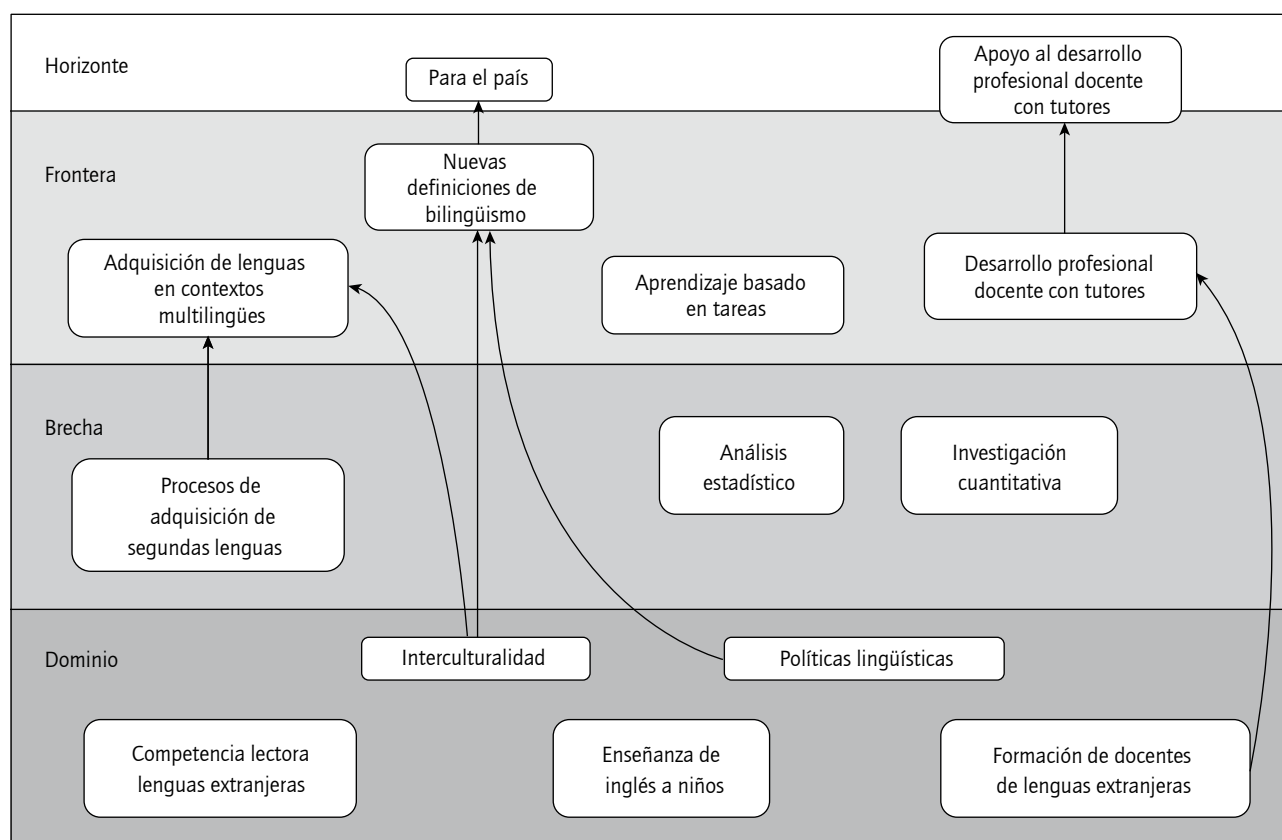 Horizonte
Para el país
Apoyo al desarrollo
profesional docente
con tutores
Frontera
Nuevas
definiciones de
bilingüismo
Adquisición de lenguas
en contextos
multilingües
Aprendizaje basado
en tareas
Desarrollo profesional
docente con tutores
Brecha
Procesos de
adquisición de
segundas lenguas
Análisis
estadístico
Investigación
cuantitativa
Dominio
Interculturalidad
Políticas lingüísticas
Competencia lectora
lenguas extranjeras
Enseñanza de
inglés a niños
Formación de docentes
de lenguas extranjeras